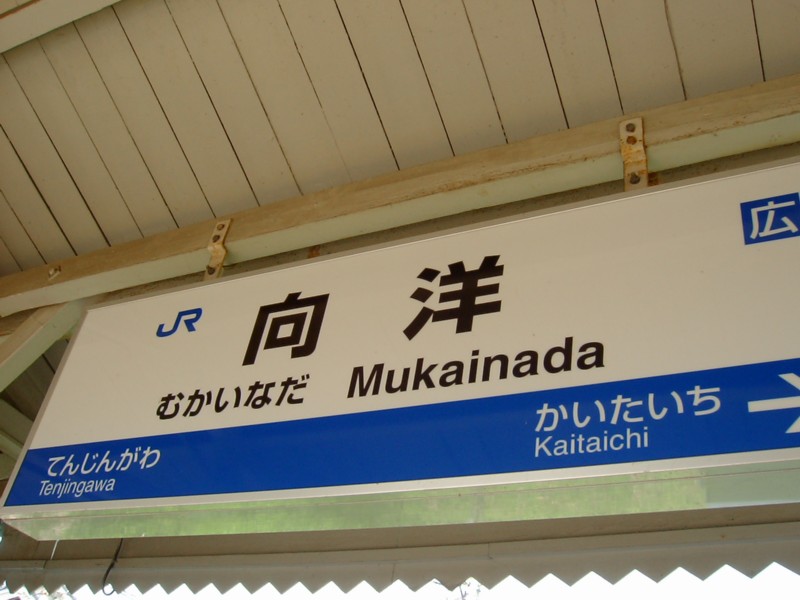 広
JR 向洋
むかいなだ Mukainada
てんじんがわ かいたいち
Tenjingawa Kaitaichi